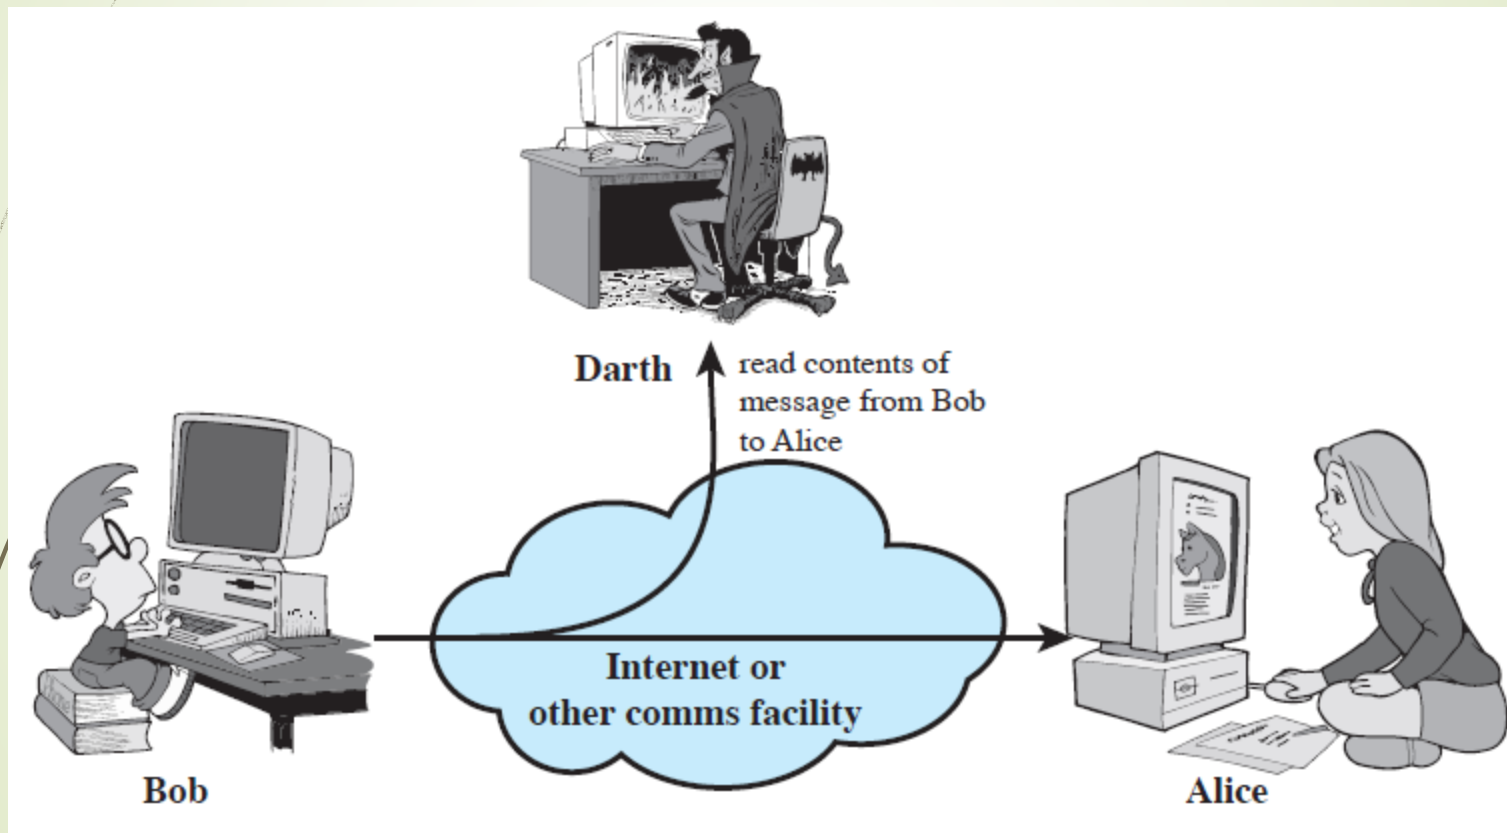 Darth
read contents of
message from Bob
to Alice
Internet or
other comms facility
Bob
Alice